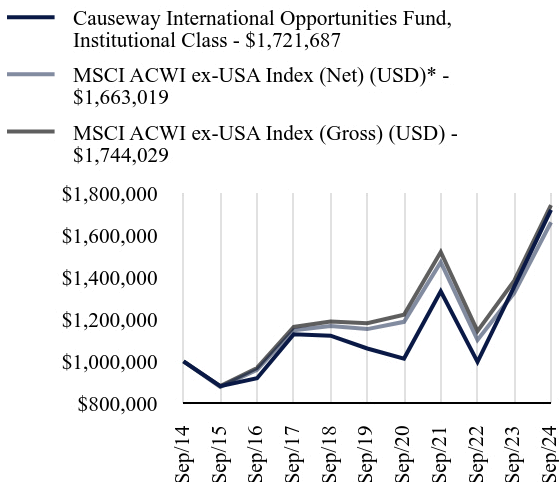 Causeway International Opportunities Fund,
Institutional Class - $1,721,687
MSCI ACWI ex-USA Index (Net) (USD)* -
$1,663,019
MSCI ACWI ex-USA Index (Gross) (USD) -
$1,744,029
$1,800,000
$1,600,000
$1,400,000
$1,200,000
$1,000,000
$800,000
Sep/14
Sep/15
Sep/16
Sep/17
Sep/18
Sep/19
Sep/20
Sep/21
Sep/22
Sep/23
Sep/24